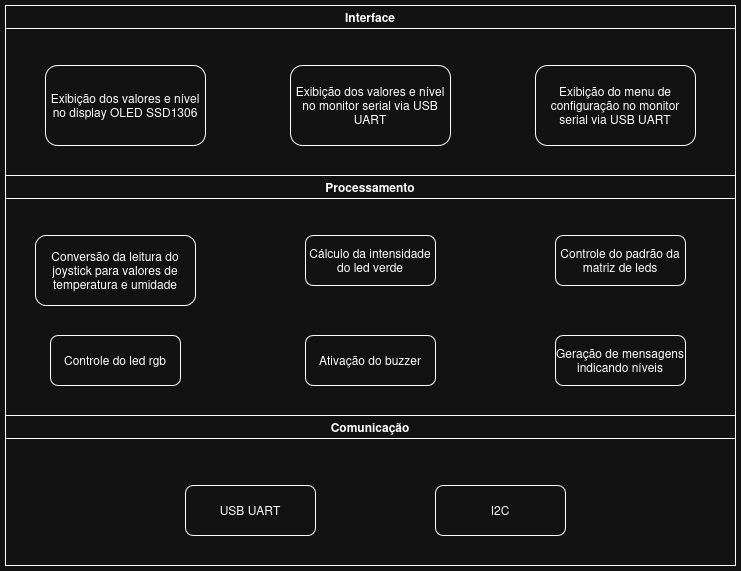 Interface
Exibição dos valores e nível
no display OLED SSD1306
Exibição dos valores e nível
no monitor serial via USB
UART
Exibição do menu de
configuração no monitor
serial via USB UART
Processamento
Conversão da leitura do
joystick para valores de
temperatura e umidade
Cálculo da intensidade
do led verde
Controle do padrão da
matriz de leds
Controle do led rgb
Ativação do buzzer
Geração de mensagens
indicando níveis
Comunicação
USB UART
I2C